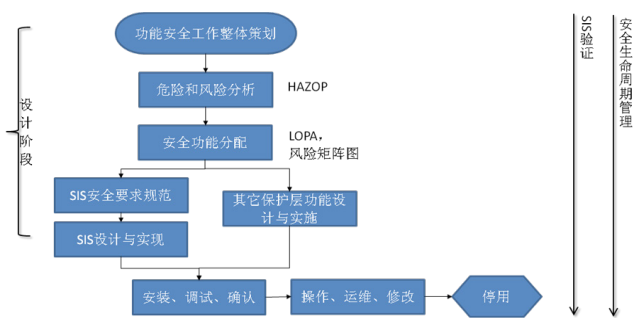 功能安全工作整体策划
危险和风险分析
HAZOP
安全功能分配
LOPA，
风险矩阵图
SIS安全要求规范
其它保护层功能设
计与实施
SIS设计与实现
安装、调试、确认
操作、运维、修改
停用
设计阶段
SIS验证
安全生命周期管理